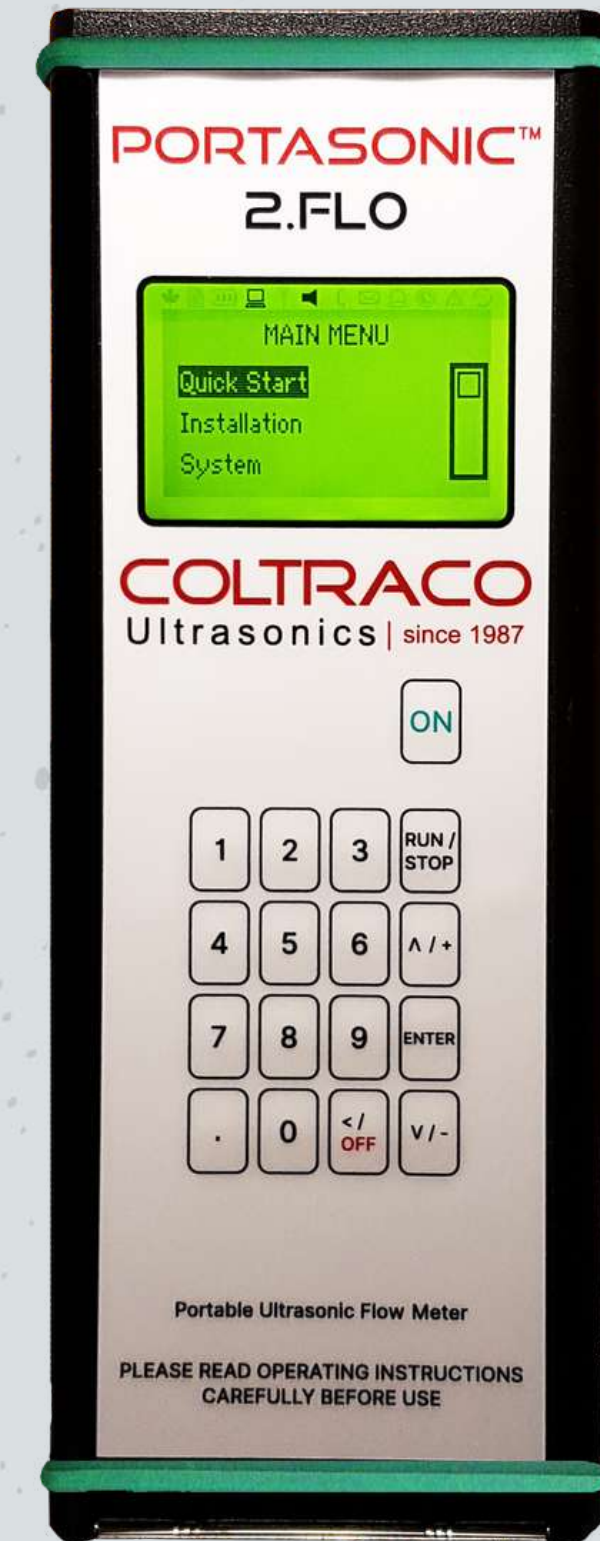 PORTASONIC™
2.FLO
MAIN MENU
Quick Start
Installation
System
COLTRACO
Ultrasonics | since 1987
ON
1 2 3 RUN / STOP
4 5 6 ʌ / +
7 8 9 ENTER
. 0 < / OFF v / -
Portable Ultrasonic Flow Meter
PLEASE READ OPERATING INSTRUCTIONS
CAREFULLY BEFORE USE